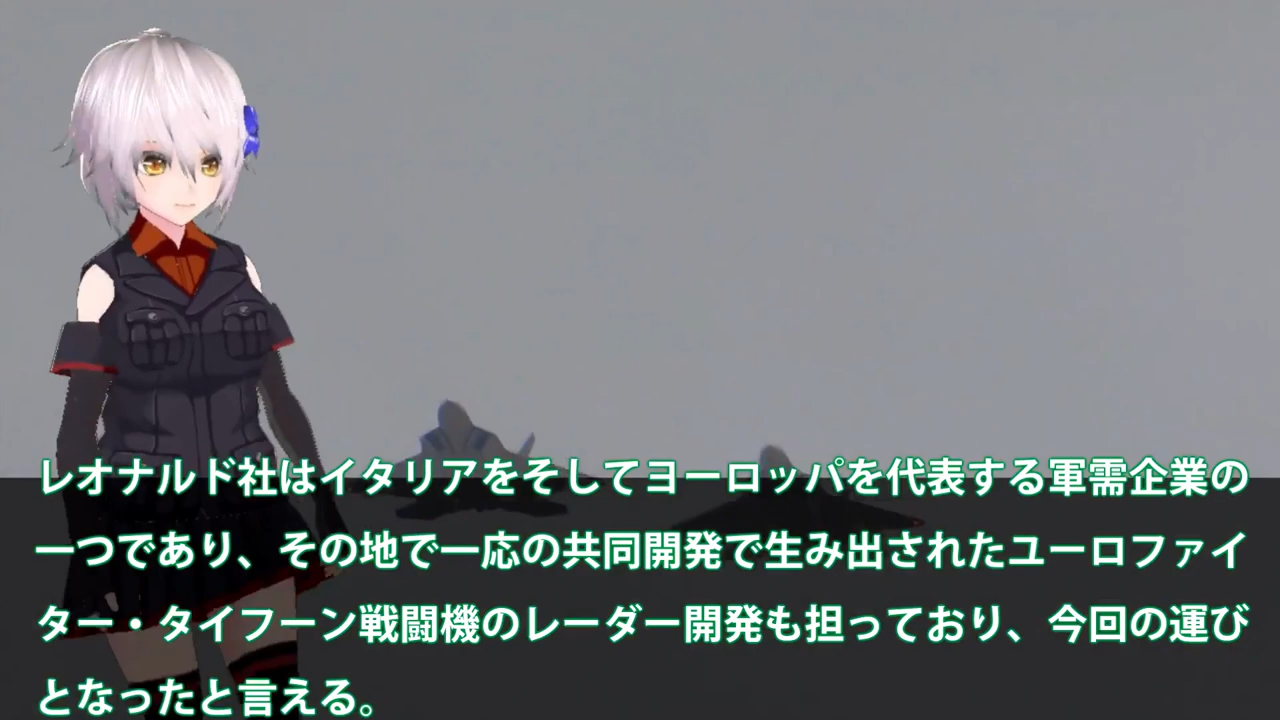 レオナルド社はイタリアをそしてヨーロッパを代表する軍需企業の
一つであり、その地で一応の共同開発で生み出されたユーロファイ
ター・タイフーン戦闘機のレーダー開発も担っており、今回の運び
となったと言える。